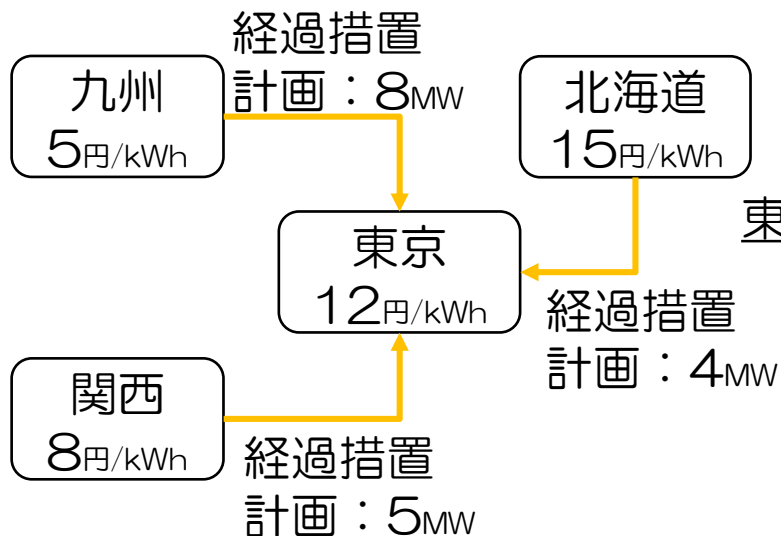 経過措置
計画：8MW
九州
5円/kWh
北海道
15円/kWh
東
東京
12円/kWh
経過措置
計画：4MW
関西
8円/kWh
経過措置
計画：5MW